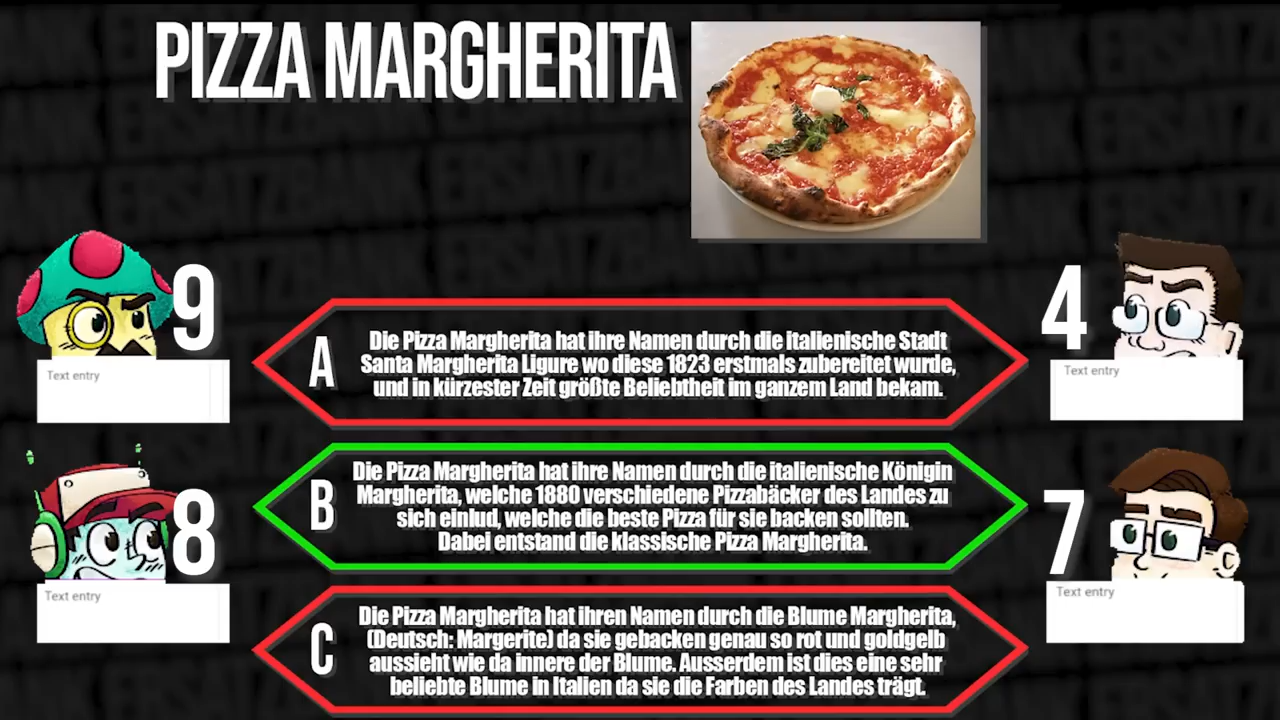 PIZZA MARGHERITA
9
Text entry
4
Text entry
A
Die Pizza Margherita hat ihre Namen durch die italienische Stadt
Santa Margherita Ligure wo diese 1823 erstmals zubereitet wurde,
und in kürzester Zeit größte Beliebtheit im ganzem Land bekam.
8
Text entry
7
Text entry
B
Die Pizza Margherita hat ihre Namen durch die italienische Königin
Margherita, welche 1880 verschiedene Pizzabäcker des Landes zu
sich einlud, welche die beste Pizza für sie backen sollten.
Dabei entstand die klassische Pizza Margherita.
C
Die Pizza Margherita hat ihren Namen durch die Blume Margherita,
(Deutsch: Margerite) da sie gebacken genau so rot und goldgelb
aussieht wie da innere der Blume. Ausserdem ist dies eine sehr
beliebte Blume in Italien da sie die Farben des Landes trägt.